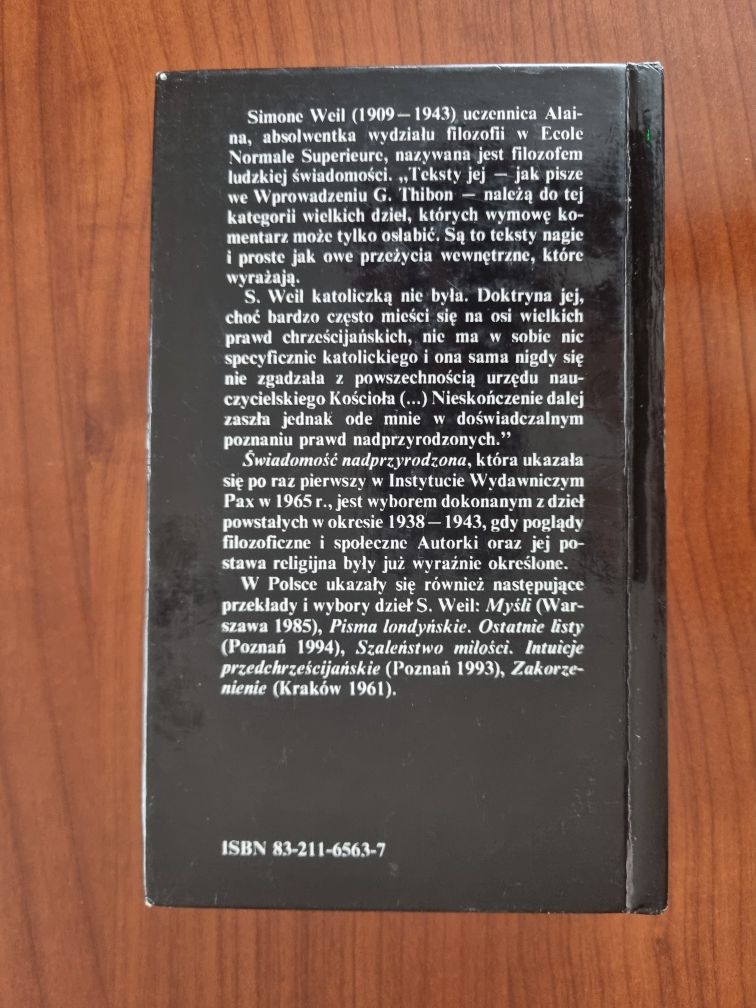 Simone Weil (1909—1943) uczennica Alai-
na, absolwentka wydziału filozofii w Ecole
Normale Superieure, nazywana jest filozofem
ludzkiej świadomości. „Teksty jej — jak pisze
we Wprowadzeniu G. Thibon — należą do tej
kategorii wielkich dzieł, których wymowę ko-
mentarz może tylko osłabić. Są to teksty nagie
i proste jak owe przeżycia wewnętrzne, które
wyrażają.
S. Weil katoliczką nie była. Doktryna jej,
choć bardzo często mieści się na osi wielkich
prawd chrześcijańskich, nie ma w sobie nic
specyficznie katolickiego i ona sama nigdy się
nie zgadzała z powszechnością urzędu nau-
czycielskiego Kościoła (...) Nieskończenie dalej
zaszła jednak ode mnie w doświadczalnym
poznaniu prawd nadprzyrodzonych.”
Świadomość nadprzyrodzona, która ukazała
się po raz pierwszy w Instytucie Wydawniczym
Pax w 1965 r., jest wyborem dokonanym z dzieł
powstałych w okresie 1938—1943, gdy poglądy
filozoficzne i społeczne Autorki oraz jej po-
stawa religijna były już wyraźnie określone.
W Polsce ukazały się również następujące
przekłady i wybory dzieł S. Weil: Myśli (War-
szawa 1985), Pisma londyńskie. Ostatnie listy
(Poznań 1994), Szaleństwo miłości. Intuicje
przedchrześcijańskie (Poznań 1993), Zakorze-
nienie (Kraków 1961).
ISBN 83-211-6563-7